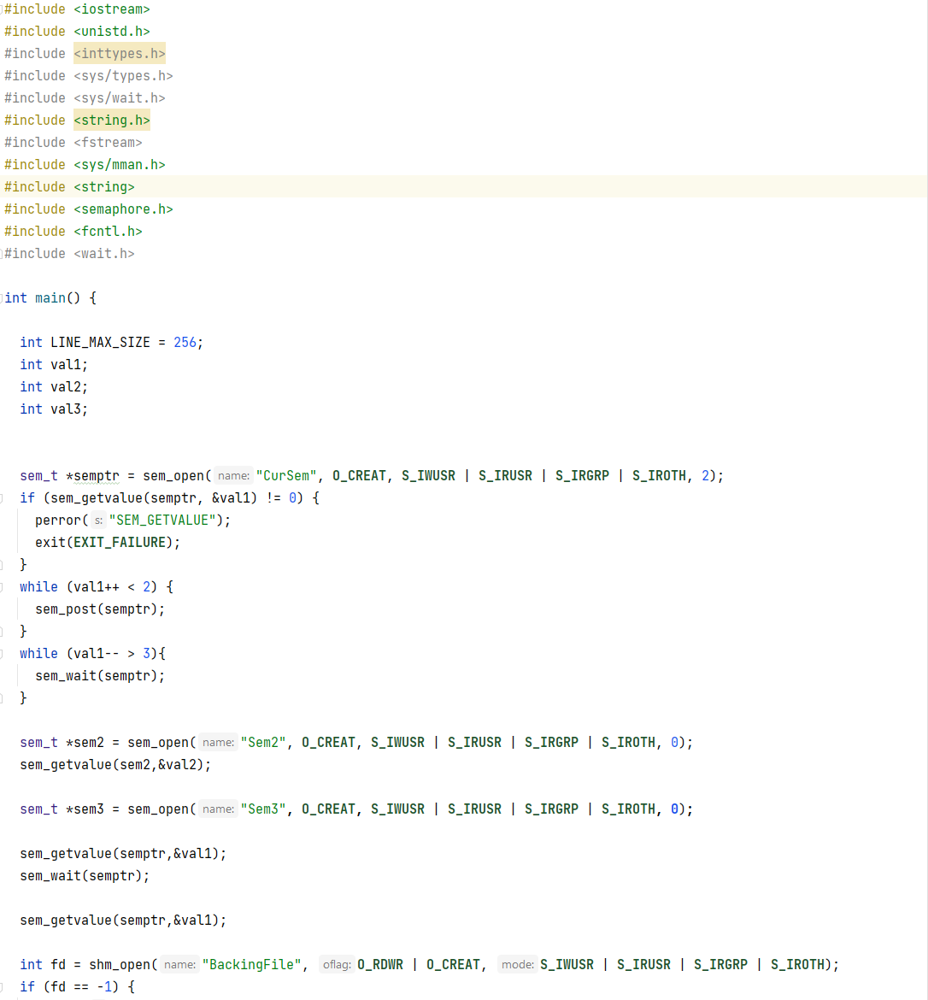 #include <iostream>
#include <unistd.h>
#include <inttypes.h>
#include <sys/types.h>
#include <sys/wait.h>
#include <string.h>
#include <fstream>
#include <sys/mman.h>
#include <string>
#include <semaphore.h>
#include <fcntl.h>
#include <wait.h>
int main() {
int LINE_MAX_SIZE = 256;
int val1;
int val2;
int val3;
sem_t *semptr = sem_open( name: "CurSem", O_CREAT, S_IWUSR | S_IRUSR | S_IRGRP | S_IROTH, 2);
if (sem_getvalue(semptr, &val1) != 0) {
perror( s: "SEM_GETVALUE");
exit(EXIT_FAILURE);
}
while (val1++ < 2) {
sem_post(semptr);
}
while (val1-- > 3){
sem_wait(semptr);
}
sem_t *sem2 = sem_open( name: "Sem2", O_CREAT, S_IWUSR | S_IRUSR | S_IRGRP | S_IROTH, 0);
sem_getvalue(sem2,&val2);
sem_t *sem3 = sem_open( name: "Sem3", O_CREAT, S_IWUSR | S_IRUSR | S_IRGRP | S_IROTH, 0);
sem_getvalue(semptr,&val1);
sem_wait(semptr);
sem_getvalue(semptr,&val1);
int fd = shm_open( name: "BackingFile", oflag: O_RDWR | O_CREAT, mode: S_IWUSR | S_IRUSR | S_IRGRP | S_IROTH);
if (fd == -1) {